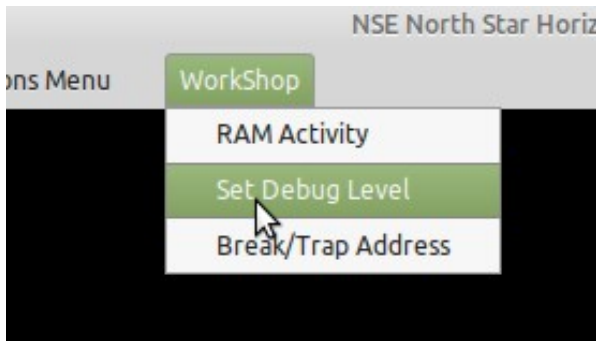 NSE North Star Horiz
ons Menu WorkShop
RAM Activity
Set Debug Level
Break/Trap Address